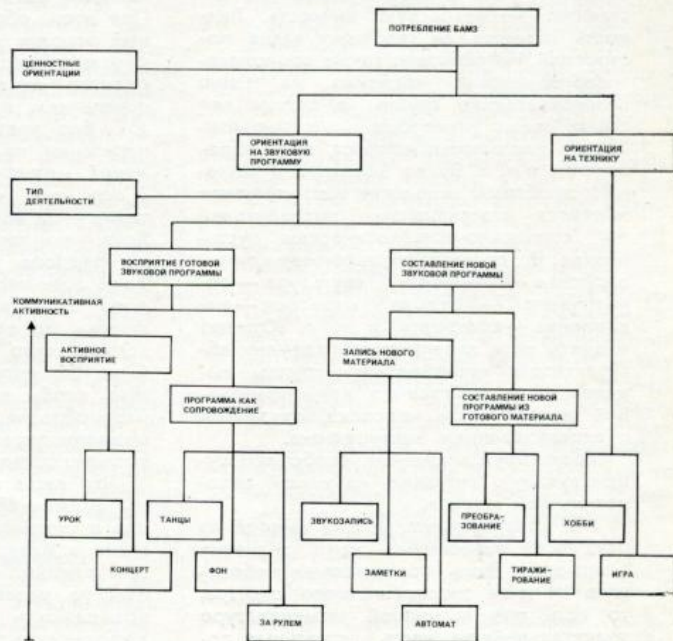 ПОТРЕБЛЕНИЕ БАМЗ
ЦЕННОСТНЫЕ
ОРИЕНТАЦИИ
ОРИЕНТАЦИЯ
НА ЗВУКОВУЮ
ПРОГРАММУ
ОРИЕНТАЦИЯ
НА ТЕХНИКУ
ТИП
ДЕЯТЕЛЬНОСТИ
ВОСПРИЯТИЕ ГОТОВОЙ
ЗВУКОВОЙ ПРОГРАММЫ
СОСТАВЛЕНИЕ НОВОЙ
ЗВУКОВОЙ ПРОГРАММЫ
КОММУНИКАТИВНАЯ
АКТИВНОСТЬ
АКТИВНОЕ
ВОСПРИЯТИЕ
ЗАПИСЬ НОВОГО
МАТЕРИАЛА
ПРОГРАММА КАК
СОПРОВОЖДЕНИЕ
СОСТАВЛЕНИЕ НОВОЙ
ПРОГРАММЫ ИЗ
ГОТОВОГО МАТЕРИАЛА
УРОК
ТАНЦЫ
ЗВУКОЗАПИСЬ
ПРЕОБРА-
ЗОВАНИЕ
ХОББИ
КОНЦЕРТ
ФОН
ЗАМЕТКИ
ТИРАЖИ-
РОВАНИЕ
ИГРА
ЗА РУЛЕМ
АВТОМАТ